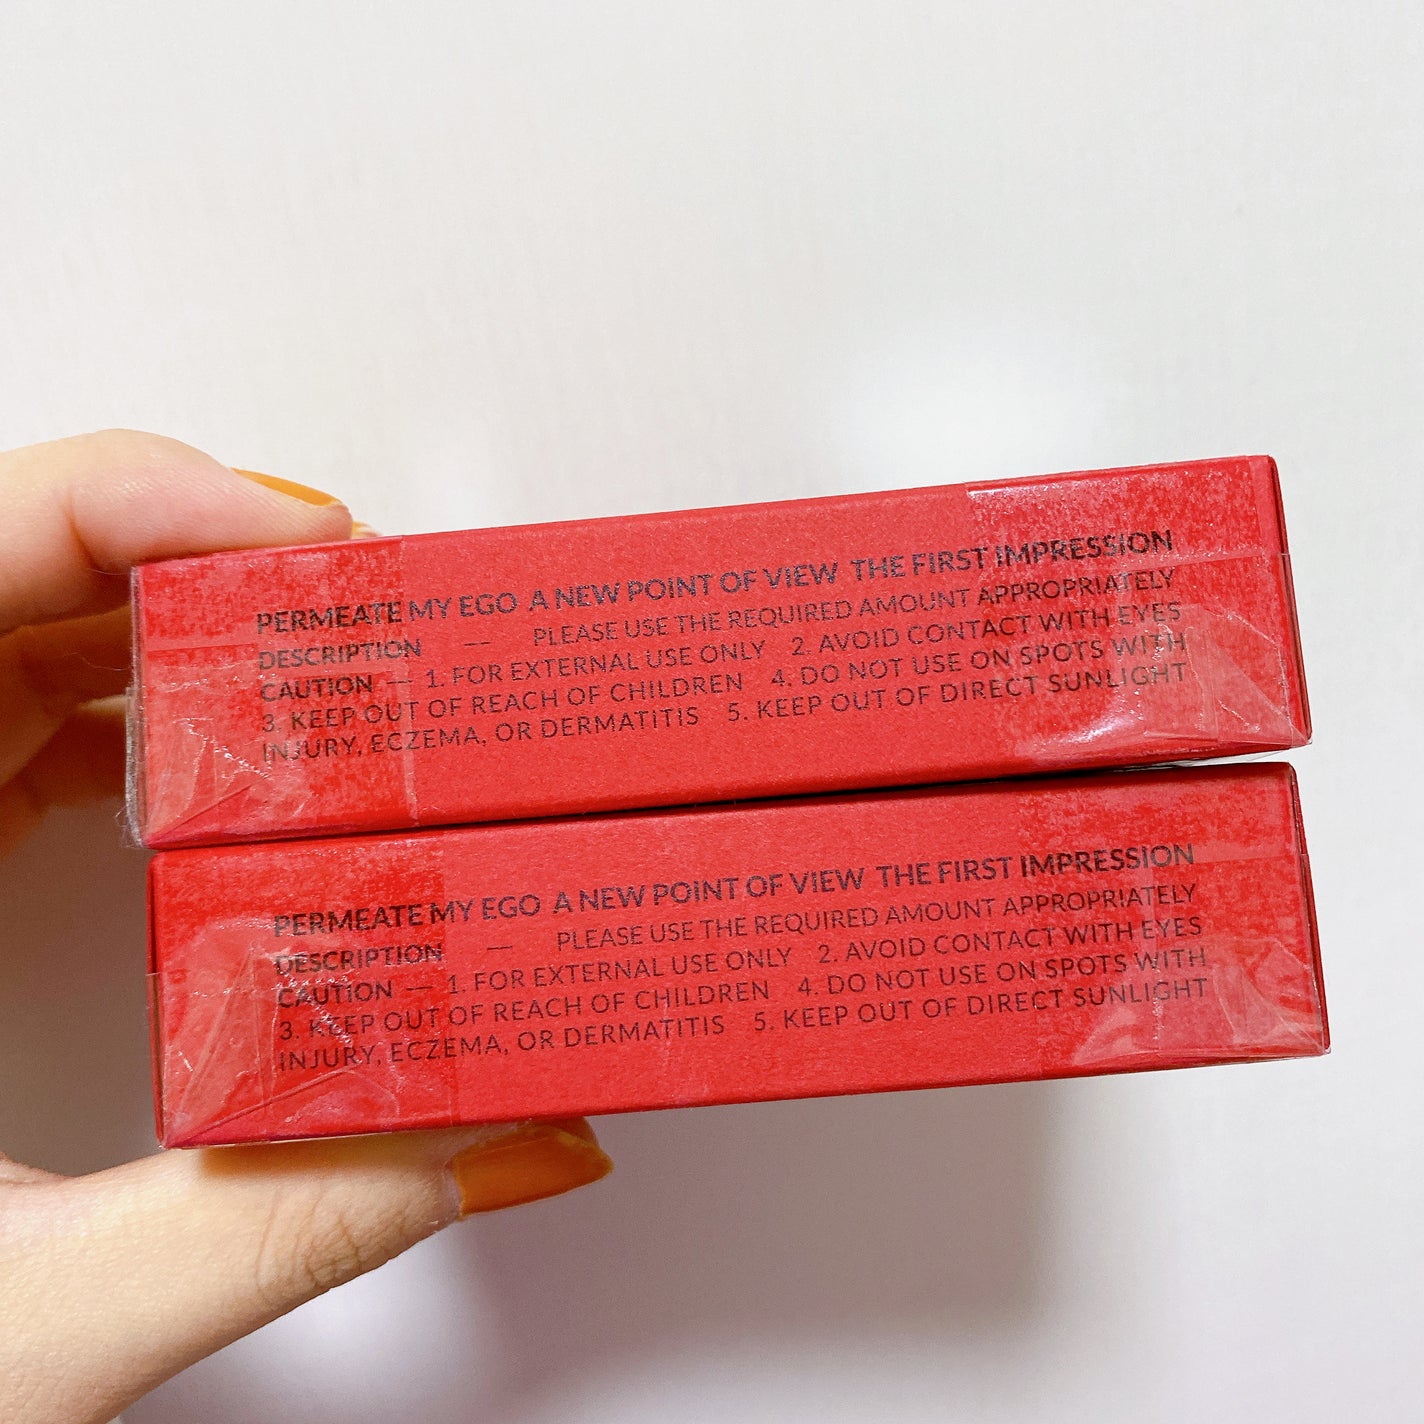 PERMEATE MY EGO A NEW POINT OF VIEW THE FIRST IMPRESSION
DESCRIPTION — PLEASE USE THE REQUIRED AMOUNT APPROPRIATELY
CAUTION — 1. FOR EXTERNAL USE ONLY 2. AVOID CONTACT WITH EYES
3. KEEP OUT OF REACH OF CHILDREN 4. DO NOT USE ON SPOTS WITH
INJURY, ECZEMA, OR DERMATITIS 5. KEEP OUT OF DIRECT SUNLIGHT
PERMEATE MY EGO A NEW POINT OF VIEW THE FIRST IMPRESSION
DESCRIPTION — PLEASE USE THE REQUIRED AMOUNT APPROPRIATELY
CAUTION — 1. FOR EXTERNAL USE ONLY 2. AVOID CONTACT WITH EYES
3. KEEP OUT OF REACH OF CHILDREN 4. DO NOT USE ON SPOTS WITH
INJURY, ECZEMA, OR DERMATITIS 5. KEEP OUT OF DIRECT SUNLIGHT